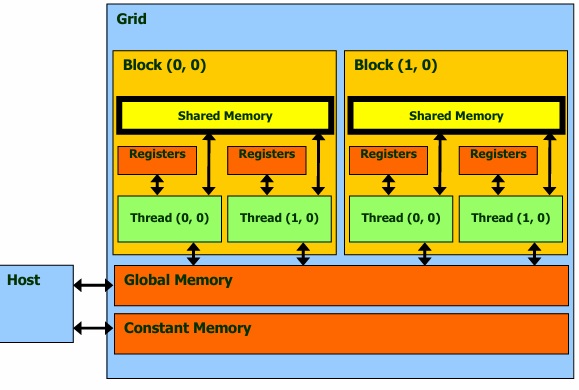 Grid
Block (0, 0)
Block (1, 0)
Shared Memory
Shared Memory
Registers
Registers
Registers
Registers
Thread (0, 0)
Thread (1, 0)
Thread (0, 0)
Thread (1, 0)
Host
Global Memory
Constant Memory